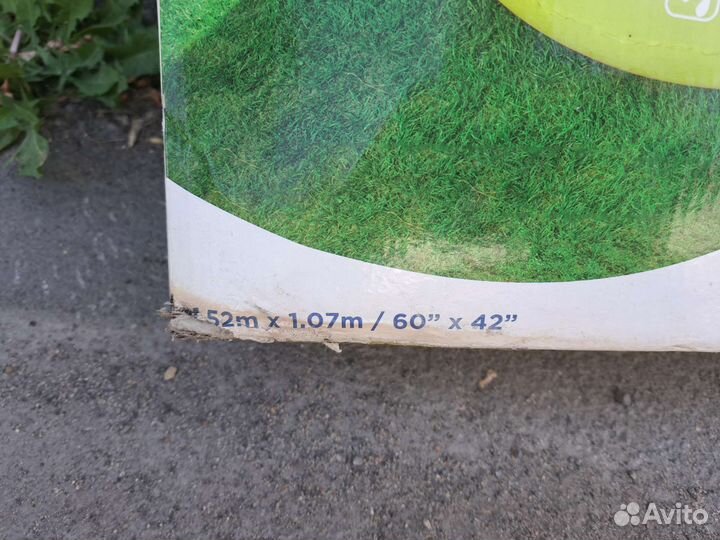 .52m x 1.07m / 60” x 42”
Avito